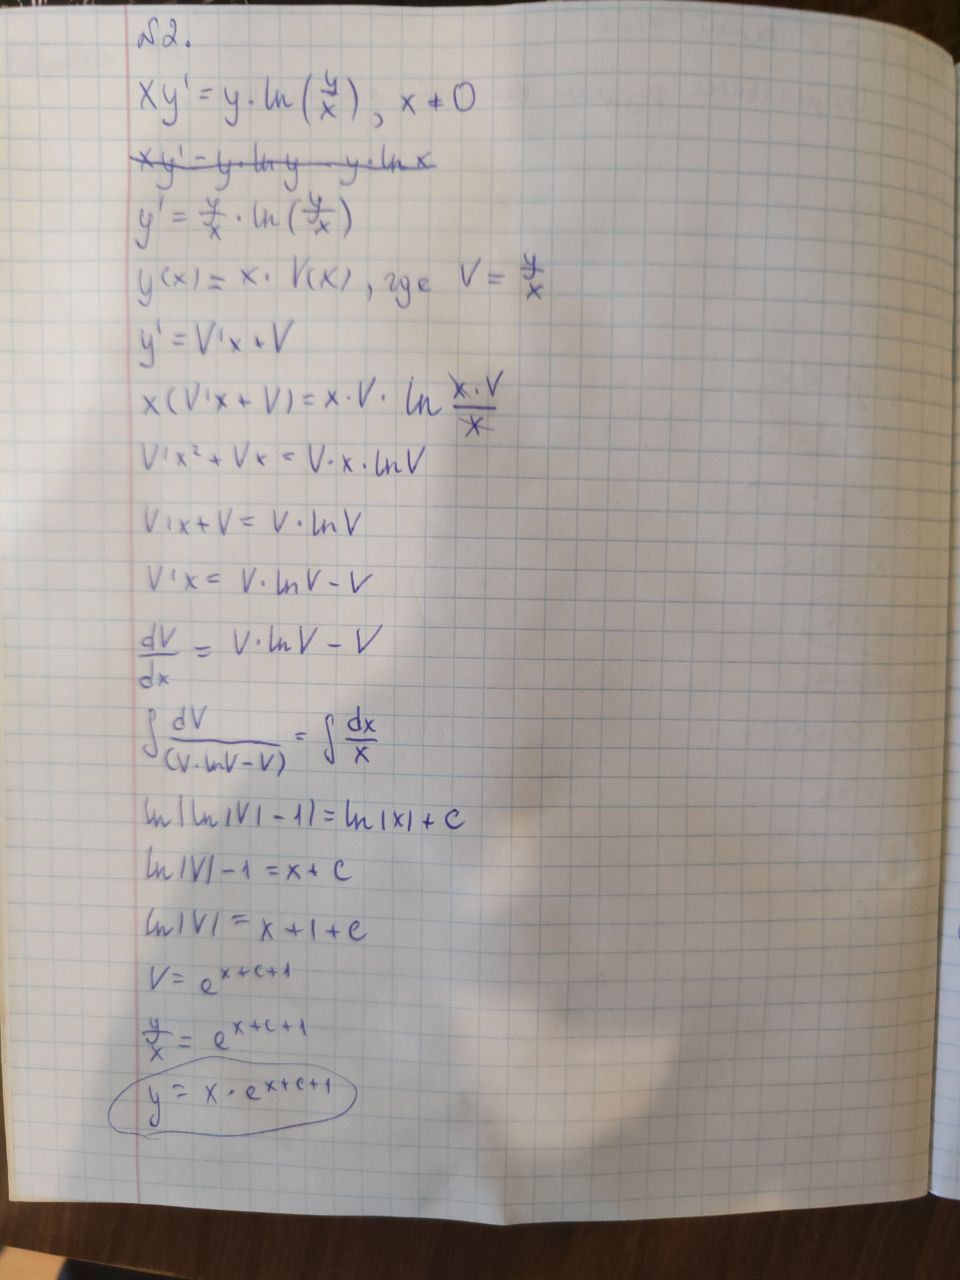 №2.
xy' = y·ln(y/x), x ≠ 0
xy' = y·ln y - y·ln x
y' = y/x · ln(y/x)
y(x) = x· V(x), где V = y/x
y' = V'x + V
x(V'x + V) = x·V· ln x·V/x
V'x² + Vx = V·x·lnV
V'x + V = V·lnV
V'x = V·lnV - V
dV/dx = V·lnV - V
∫ dV/(V·lnV-V) = ∫ dx/x
ln|ln|V| - 1| = ln|x| + c
ln|V| - 1 = x + c
ln|V| = x + 1 + c
V = e^(x+c+1)
y/x = e^(x+c+1)
y = x · e^(x+c+1)